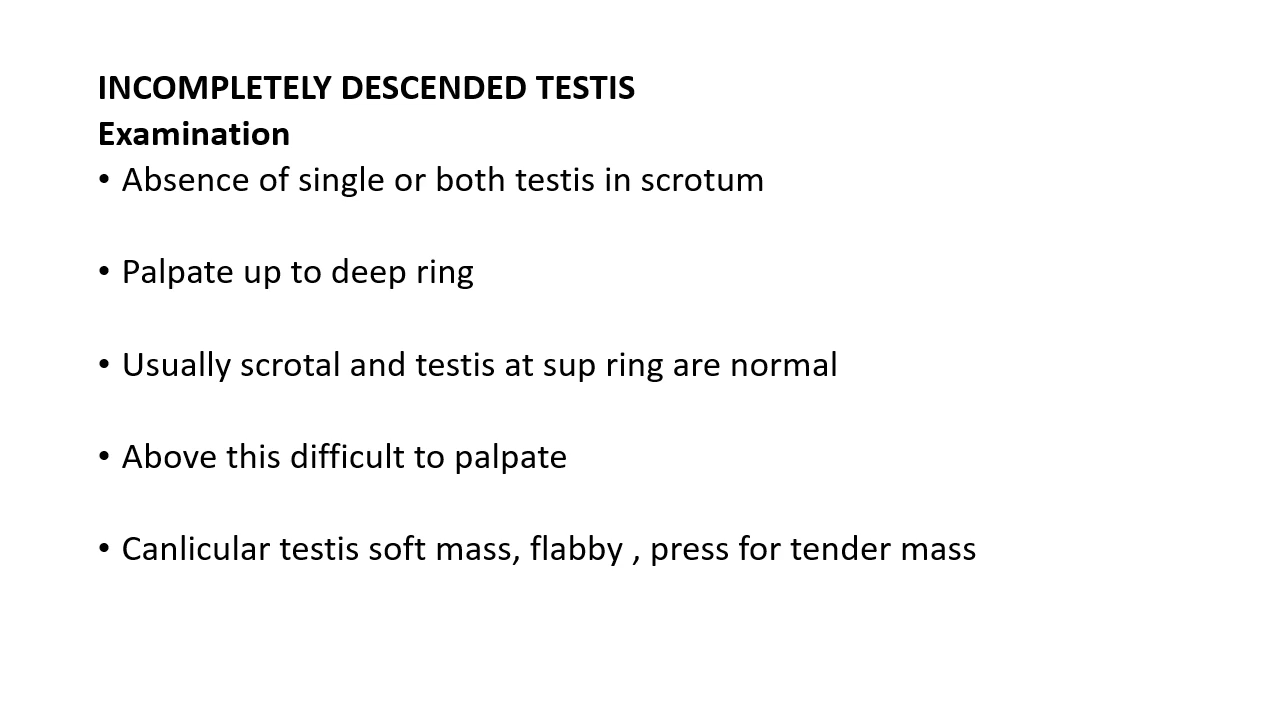 INCOMPLETELY DESCENDED TESTIS
Examination
• Absence of single or both testis in scrotum
• Palpate up to deep ring
• Usually scrotal and testis at sup ring are normal
• Above this difficult to palpate
• Canlicular testis soft mass, flabby , press for tender mass